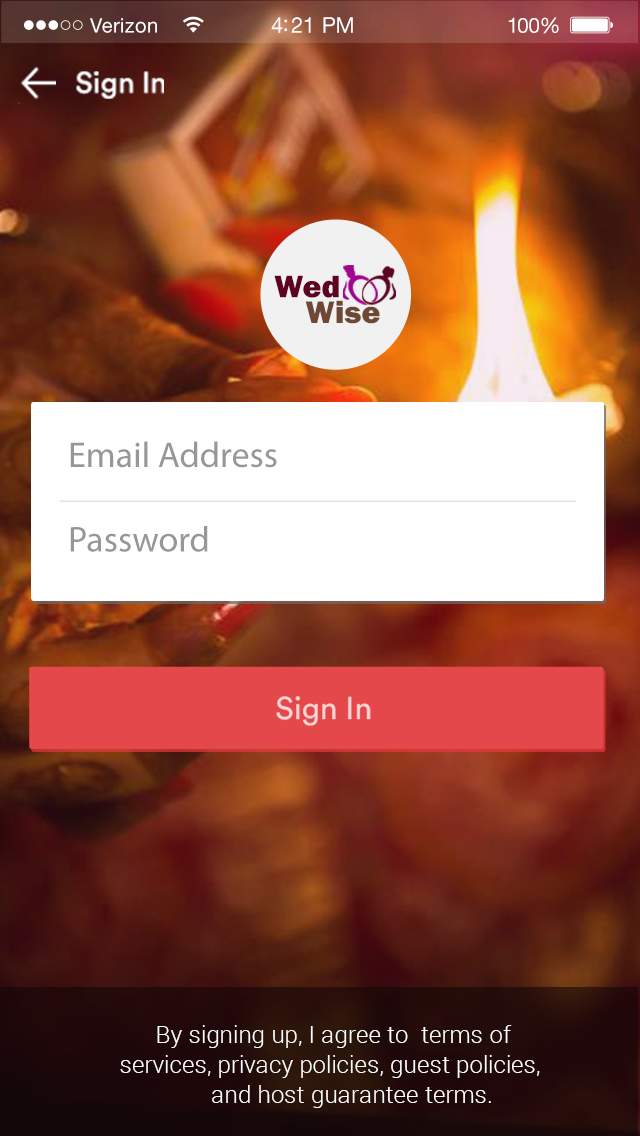 Verizon 4:21 PM 100%
Sign In
Wed
Wise
Email Address
Password
Sign In
By signing up, I agree to terms of
services, privacy policies, guest policies,
and host guarantee terms.